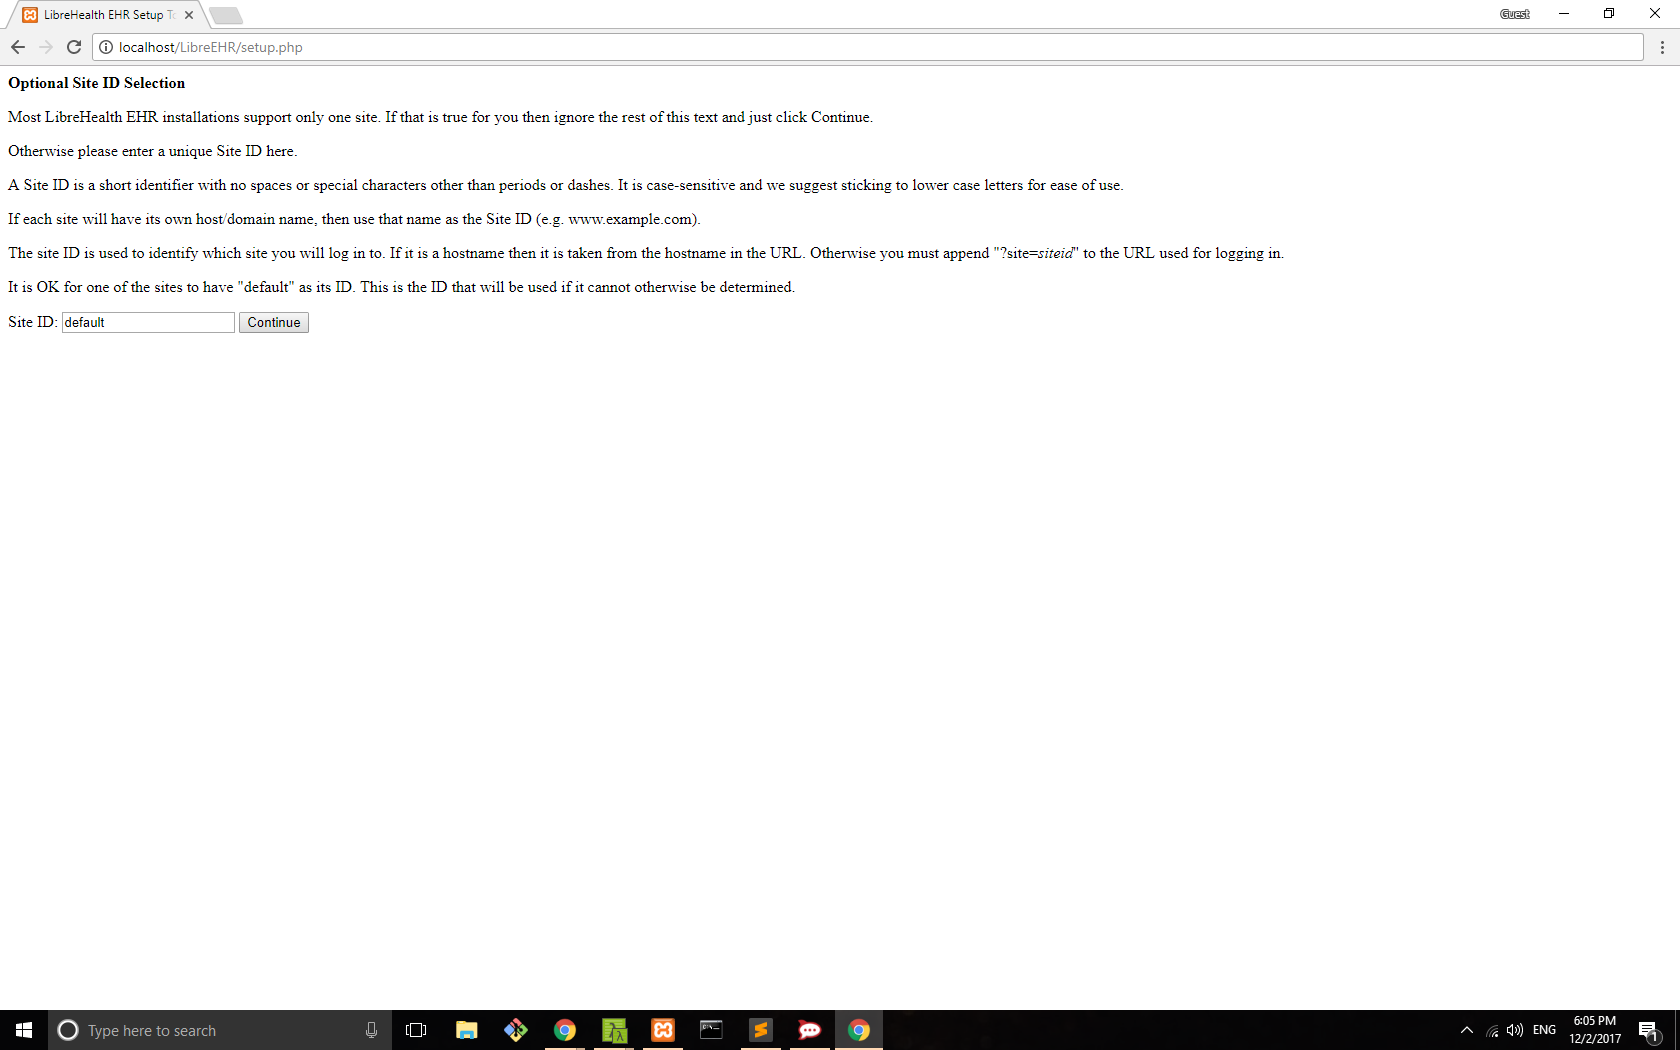 LibreHealth EHR Setup To
Guest
localhost/LibreEHR/setup.php
Optional Site ID Selection
Most LibreHealth EHR installations support only one site. If that is true for you then ignore the rest of this text and just click Continue.
Otherwise please enter a unique Site ID here.
A Site ID is a short identifier with no spaces or special characters other than periods or dashes. It is case-sensitive and we suggest sticking to lower case letters for ease of use.
If each site will have its own host/domain name, then use that name as the Site ID (e.g. www.example.com).
The site ID is used to identify which site you will log in to. If it is a hostname then it is taken from the hostname in the URL. Otherwise you must append "?site=siteid" to the URL used for logging in.
It is OK for one of the sites to have "default" as its ID. This is the ID that will be used if it cannot otherwise be determined.
Site ID: default Continue
Type here to search
ENG
6:05 PM
12/2/2017
1